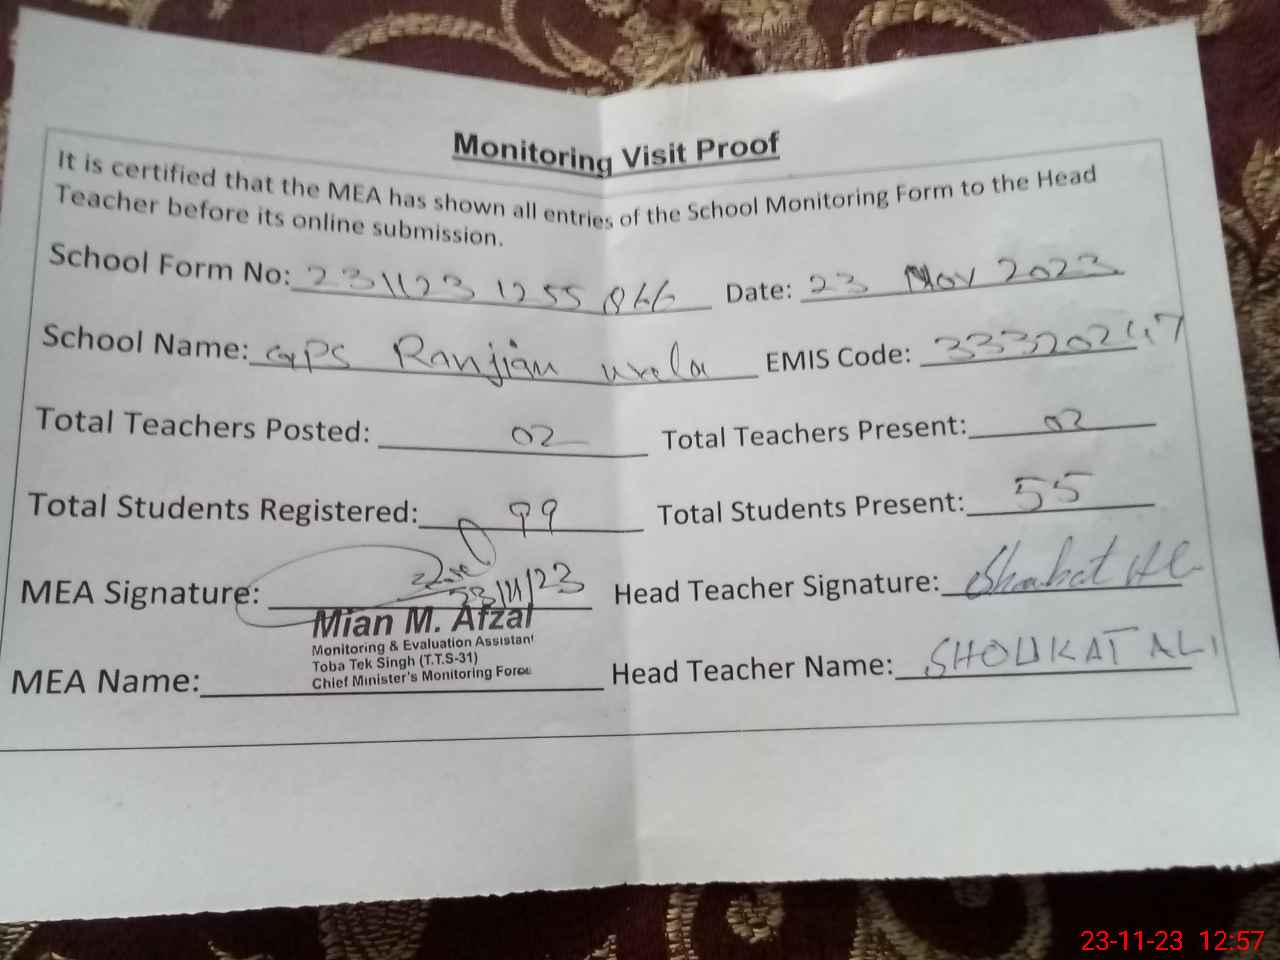 Monitoring Visit Proof
It is certified that the MEA has shown all entries of the School Monitoring Form to the Head
Teacher before its online submission.
School Form No: 231123 1255 866 Date: 23 Nov 2023
School Name: GPS Ranjian wala EMIS Code: 333202417
Total Teachers Posted: 02 Total Teachers Present: 02
Total Students Registered: 99 Total Students Present: 55
MEA Signature: 23/11/23 Head Teacher Signature: Shoukat Ali
Mian M. Afzal
Monitoring & Evaluation Assistant
Toba Tek Singh (T.T.S-31)
Chief Minister's Monitoring Force
MEA Name: Head Teacher Name: SHOUKAT ALI
23-11-23 12:57